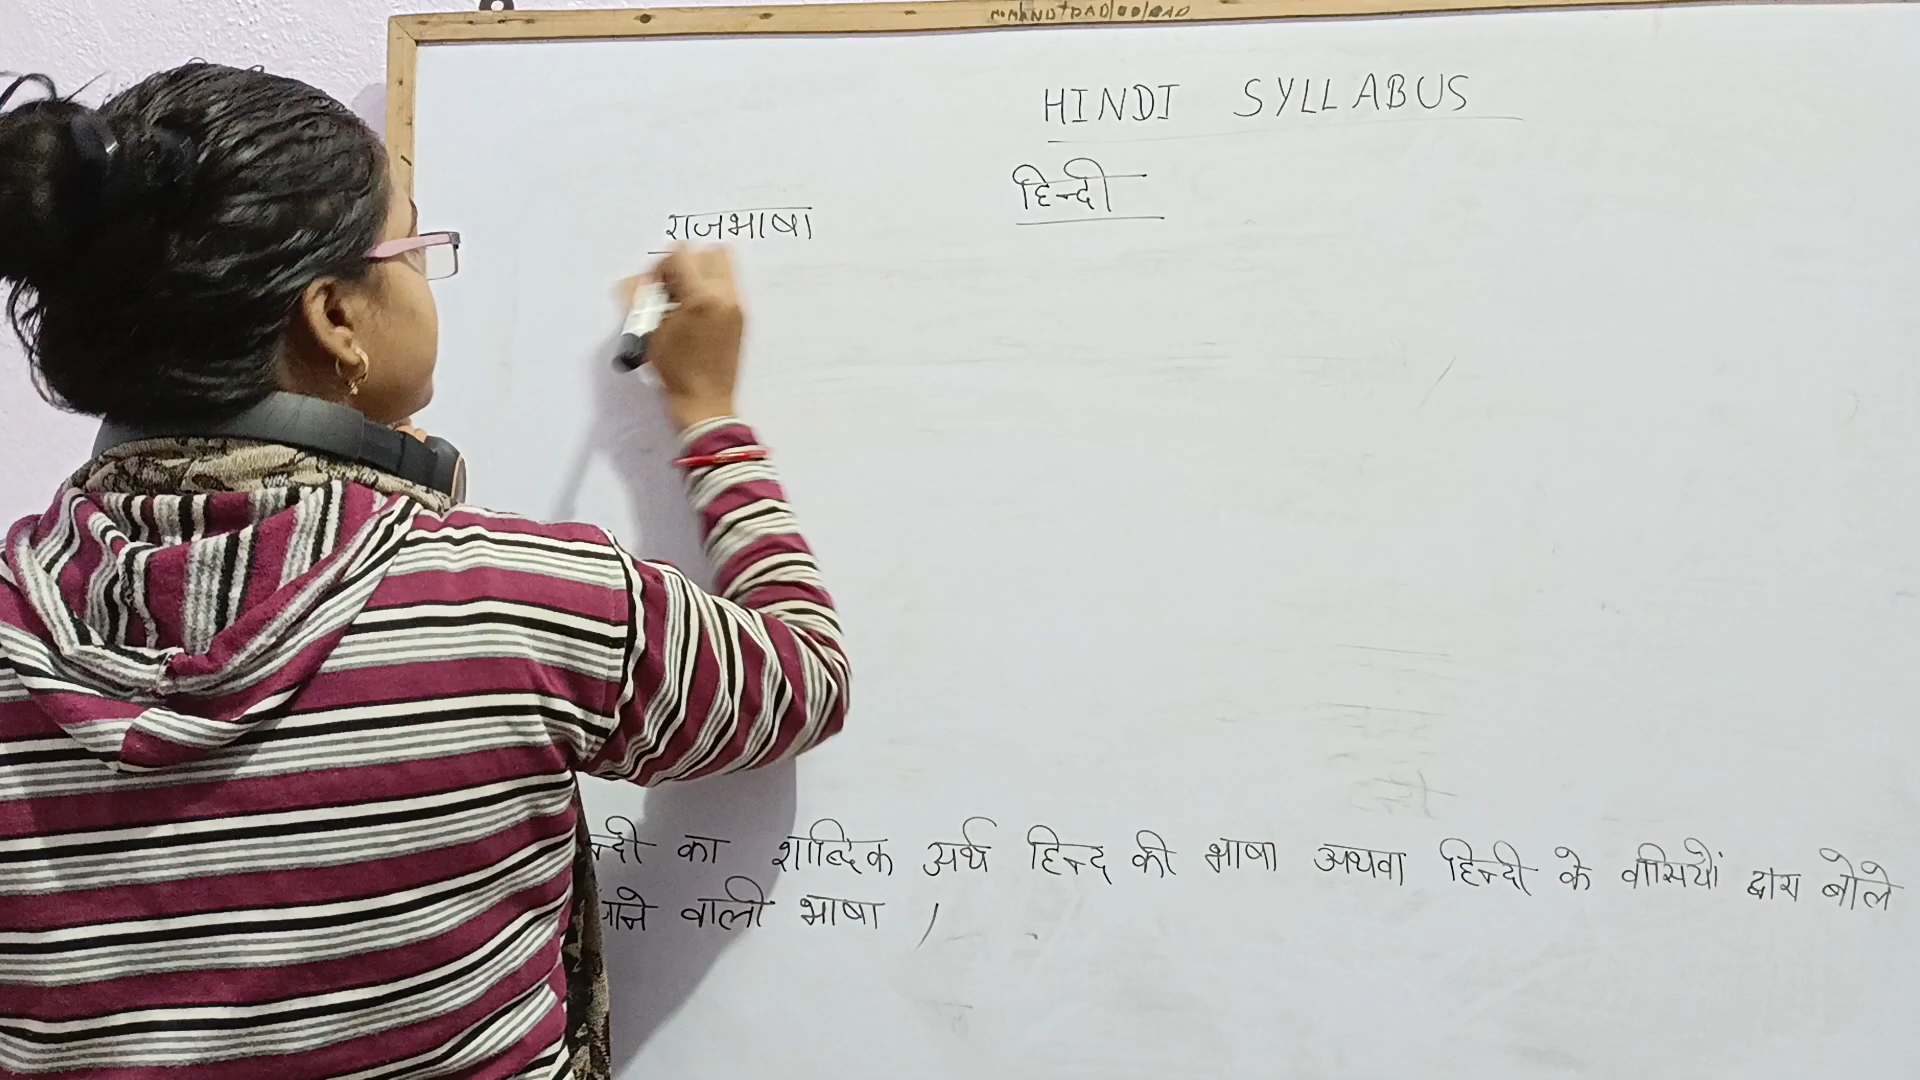 HINDI SYLLABUS
हिन्दी
राजभाषा
का शाब्दिक अर्थ हिन्द की भाषा अथवा हिन्दी के वासियों द्वारा बोले
वाली भाषा /